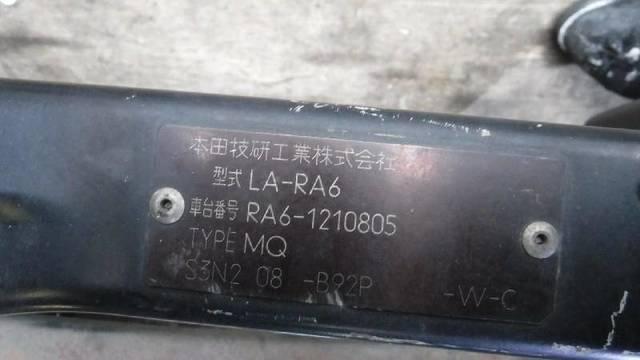 本田技研工業株式会社
型式 LA-RA6
車台番号 RA6-1210805
TYPE MQ
S3N2 08 -B92P -W-C